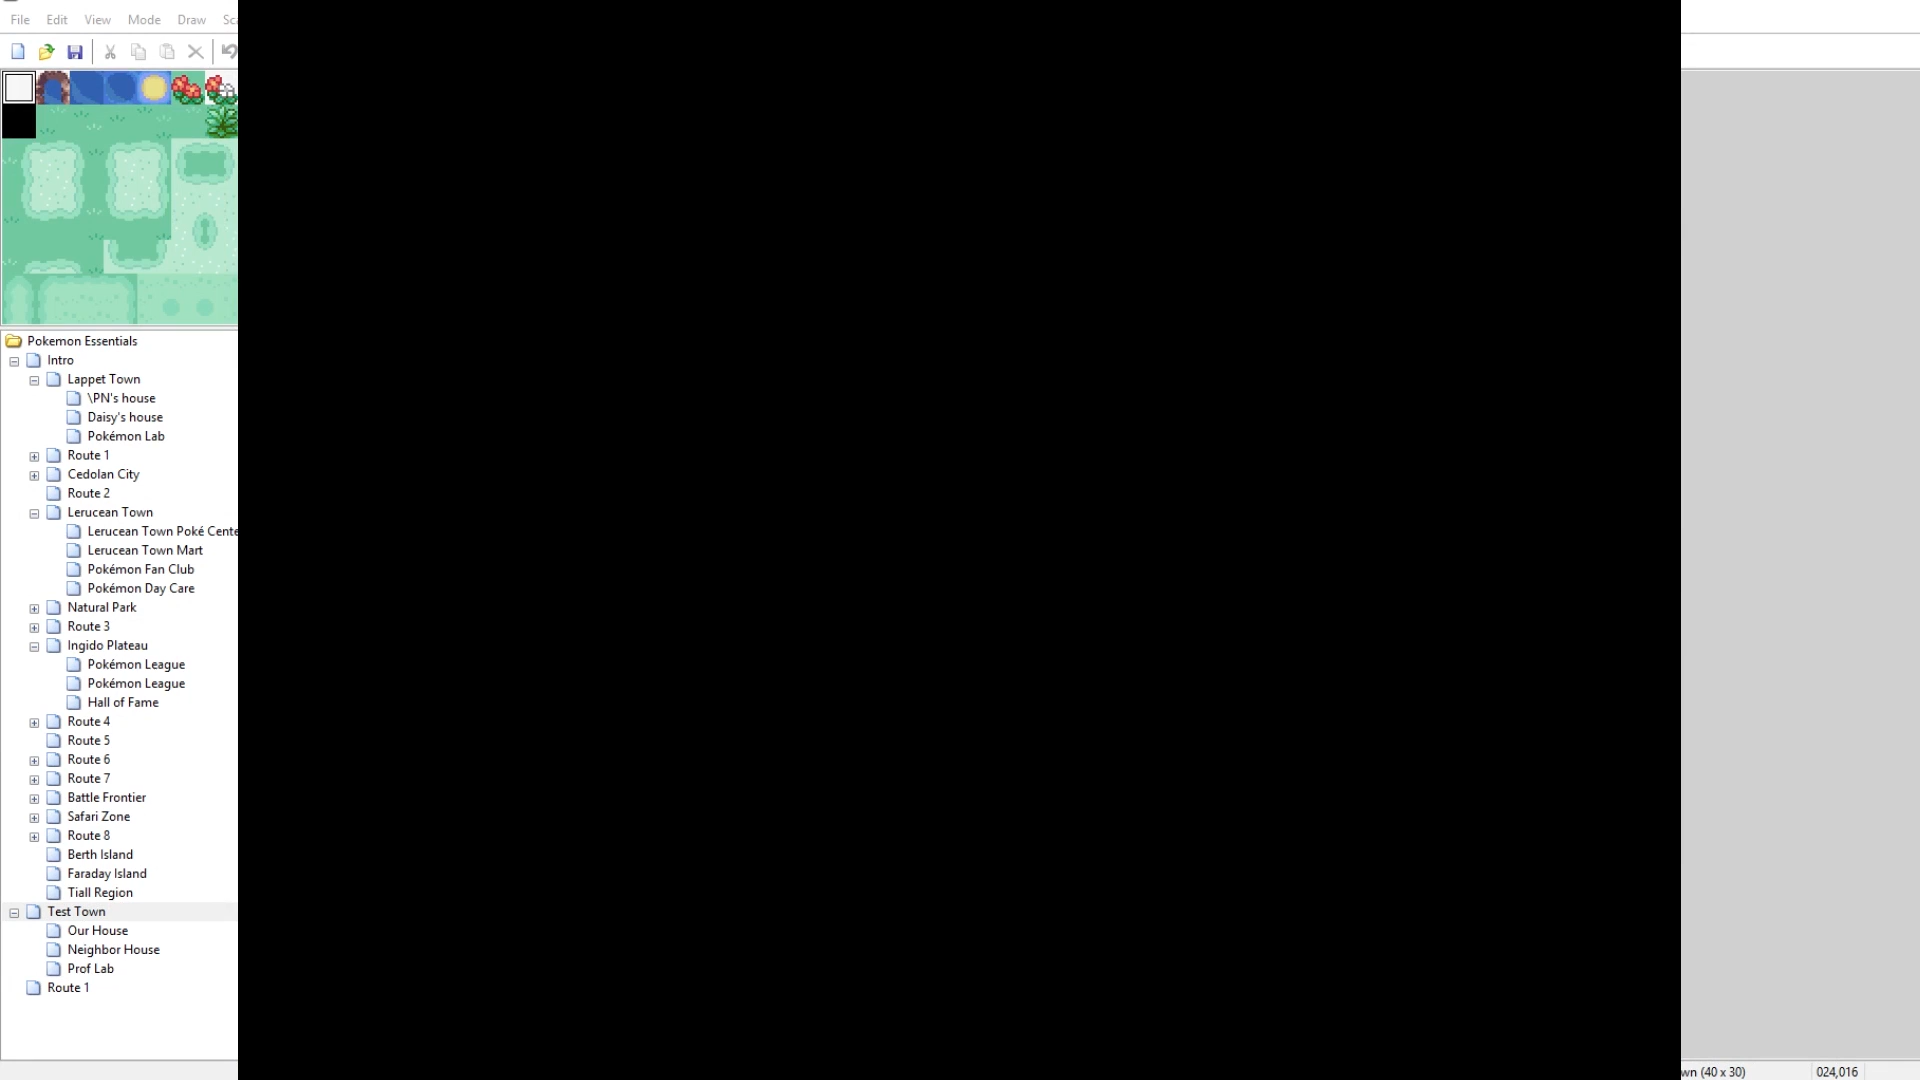 File Edit View Mode Draw
Pokemon Essentials
Intro
Lappet Town
\PN's house
Daisy's house
Pokémon Lab
Route 1
Cedolan City
Route 2
Lerucean Town
Lerucean Town Poké Cente
Lerucean Town Mart
Pokémon Fan Club
Pokémon Day Care
Natural Park
Route 3
Ingido Plateau
Pokémon League
Pokémon League
Hall of Fame
Route 4
Route 5
Route 6
Route 7
Battle Frontier
Safari Zone
Route 8
Berth Island
Faraday Island
Tiall Region
Test Town
Our House
Neighbor House
Prof Lab
Route 1
wn (40 x 30) 024,016